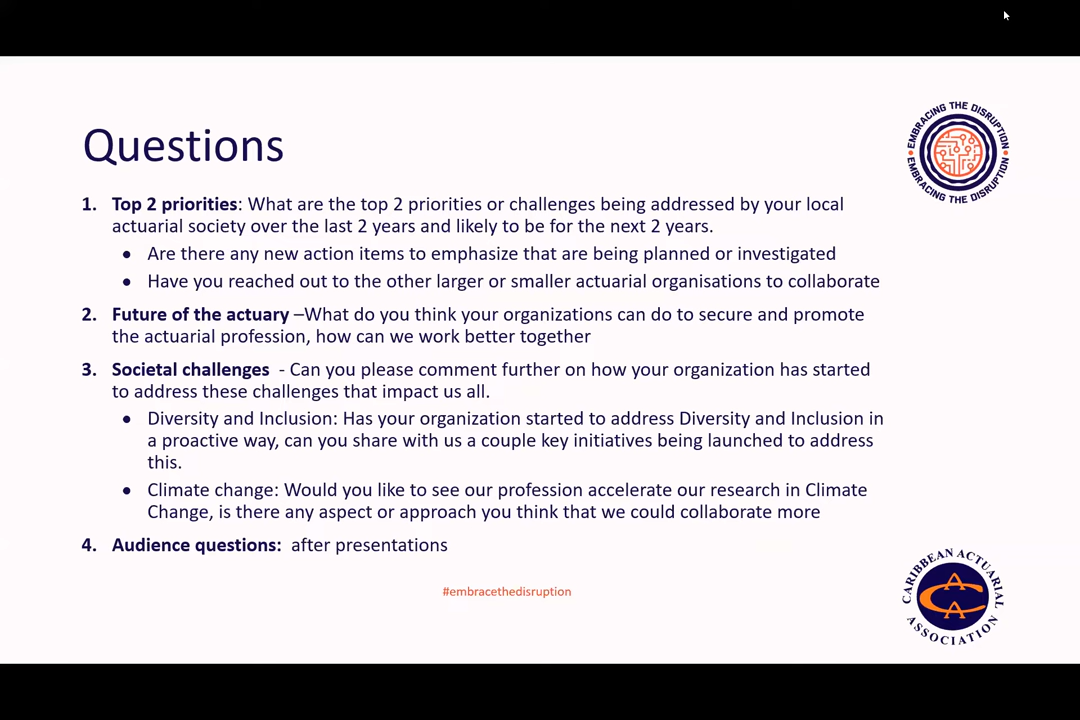 Questions
EMBRACING THE DISRUPTION
EMBRACING THE DISRUPTION
1. Top 2 priorities: What are the top 2 priorities or challenges being addressed by your local
actuarial society over the last 2 years and likely to be for the next 2 years.
• Are there any new action items to emphasize that are being planned or investigated
• Have you reached out to the other larger or smaller actuarial organisations to collaborate
2. Future of the actuary –What do you think your organizations can do to secure and promote
the actuarial profession, how can we work better together
3. Societal challenges - Can you please comment further on how your organization has started
to address these challenges that impact us all.
• Diversity and Inclusion: Has your organization started to address Diversity and Inclusion in
a proactive way, can you share with us a couple key initiatives being launched to address
this.
• Climate change: Would you like to see our profession accelerate our research in Climate
Change, is there any aspect or approach you think that we could collaborate more
4. Audience questions: after presentations
#embracethedisruption
CARIBBEAN ACTUARIAL
CAA
ASSOCIATION